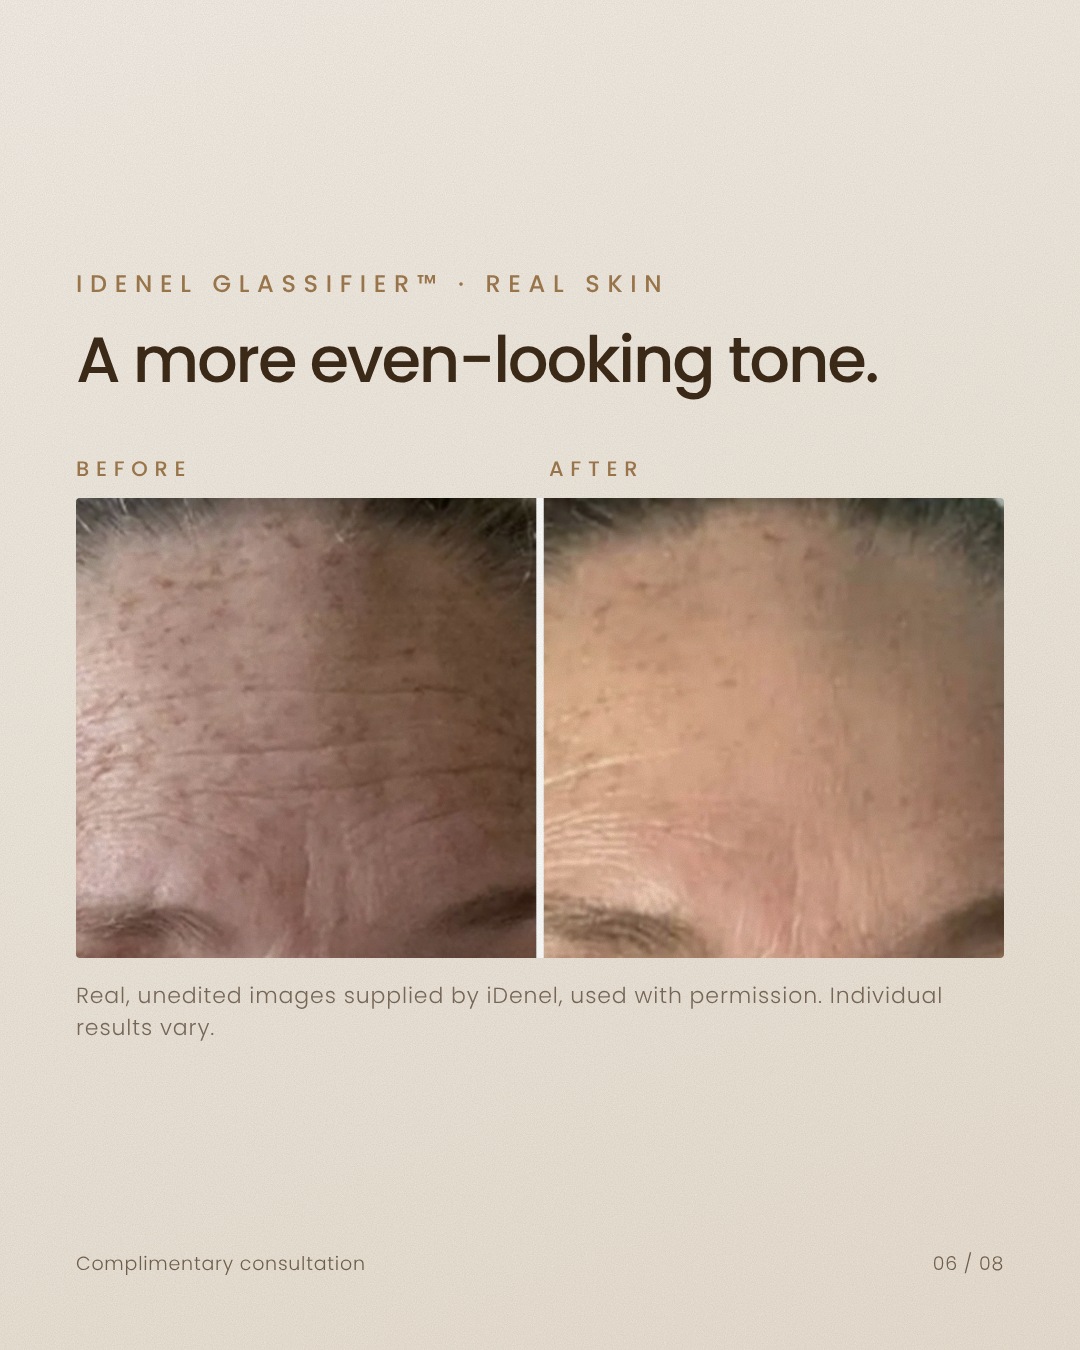 IDENEL GLASSIFIER™ · REAL SKIN
A more even-looking tone.
BEFORE
AFTER
Real, unedited images supplied by iDenel, used with permission. Individual
results vary.
Complimentary consultation
06 / 08